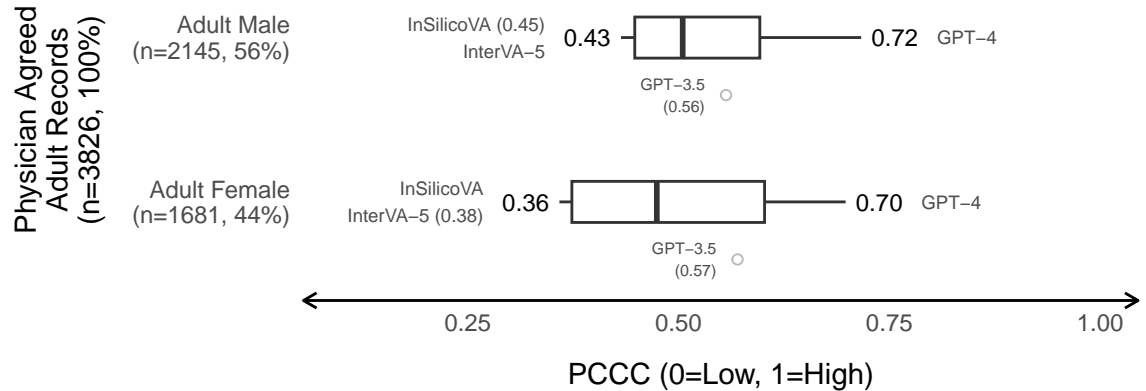 Physician Agreed
Adult Records
(n=3826, 100%)
Adult Male
(n=2145, 56%)
InSilicoVA (0.45)
InterVA−5
0.43
0.72
GPT−4
GPT−3.5
(0.56)
Adult Female
(n=1681, 44%)
InSilicoVA
InterVA−5 (0.38)
0.36
0.70
GPT−4
GPT−3.5
(0.57)
0.25 0.50 0.75 1.00
PCCC (0=Low, 1=High)